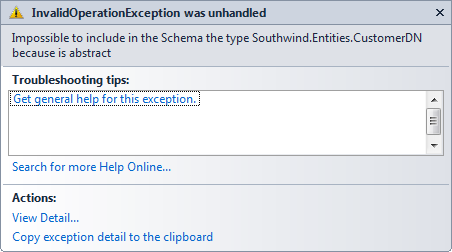 InvalidOperationException was unhandled
Impossible to include in the Schema the type Southwind.Entities.CustomerDN
because is abstract
Troubleshooting tips:
Get general help for this exception.
Search for more Help Online...
Actions:
View Detail...
Copy exception detail to the clipboard